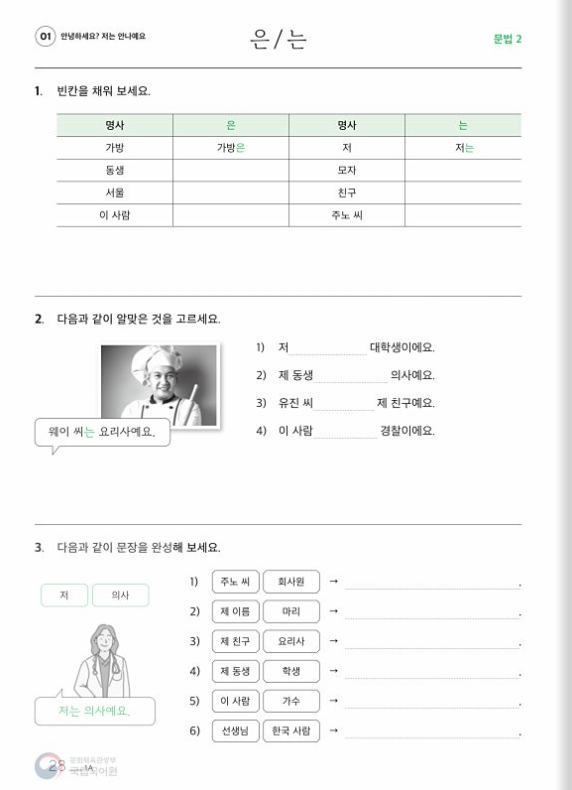 01 안녕하세요? 저는 안나예요
은/는
문법 2
1. 빈칸을 채워 보세요.
명사 은 명사 는
가방 가방은 저 저는
동생 모자
서울 친구
이 사람 주노 씨
2. 다음과 같이 알맞은 것을 고르세요.
웨이 씨는 요리사예요.
1) 저 대학생이에요.
2) 제 동생 의사예요.
3) 유진 씨 제 친구예요.
4) 이 사람 경찰이에요.
3. 다음과 같이 문장을 완성해 보세요.
저 의사
저는 의사예요.
1) 주노 씨 회사원 → .
2) 제 이름 마리 → .
3) 제 친구 요리사 → .
4) 제 동생 학생 → .
5) 이 사람 가수 → .
6) 선생님 한국 사람 → .
28 1A
문화체육관광부
국립국어원